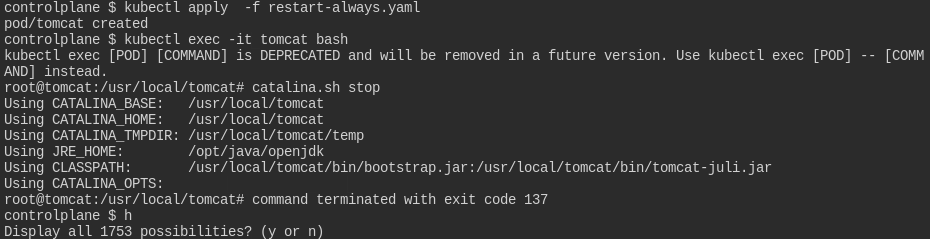 controlplane $ kubectl apply  -f restart-always.yaml
pod/tomcat created
controlplane $ kubectl exec -it tomcat bash
kubectl exec [POD] [COMMAND] is DEPRECATED and will be removed in a future version. Use kubectl exec [POD] -- [COMM
AND] instead.
root@tomcat:/usr/local/tomcat# catalina.sh stop
Using CATALINA_BASE:   /usr/local/tomcat
Using CATALINA_HOME:   /usr/local/tomcat
Using CATALINA_TMPDIR: /usr/local/tomcat/temp
Using JRE_HOME:        /opt/java/openjdk
Using CLASSPATH:       /usr/local/tomcat/bin/bootstrap.jar:/usr/local/tomcat/bin/tomcat-juli.jar
Using CATALINA_OPTS:
root@tomcat:/usr/local/tomcat# command terminated with exit code 137
controlplane $ h
Display all 1753 possibilities? (y or n)